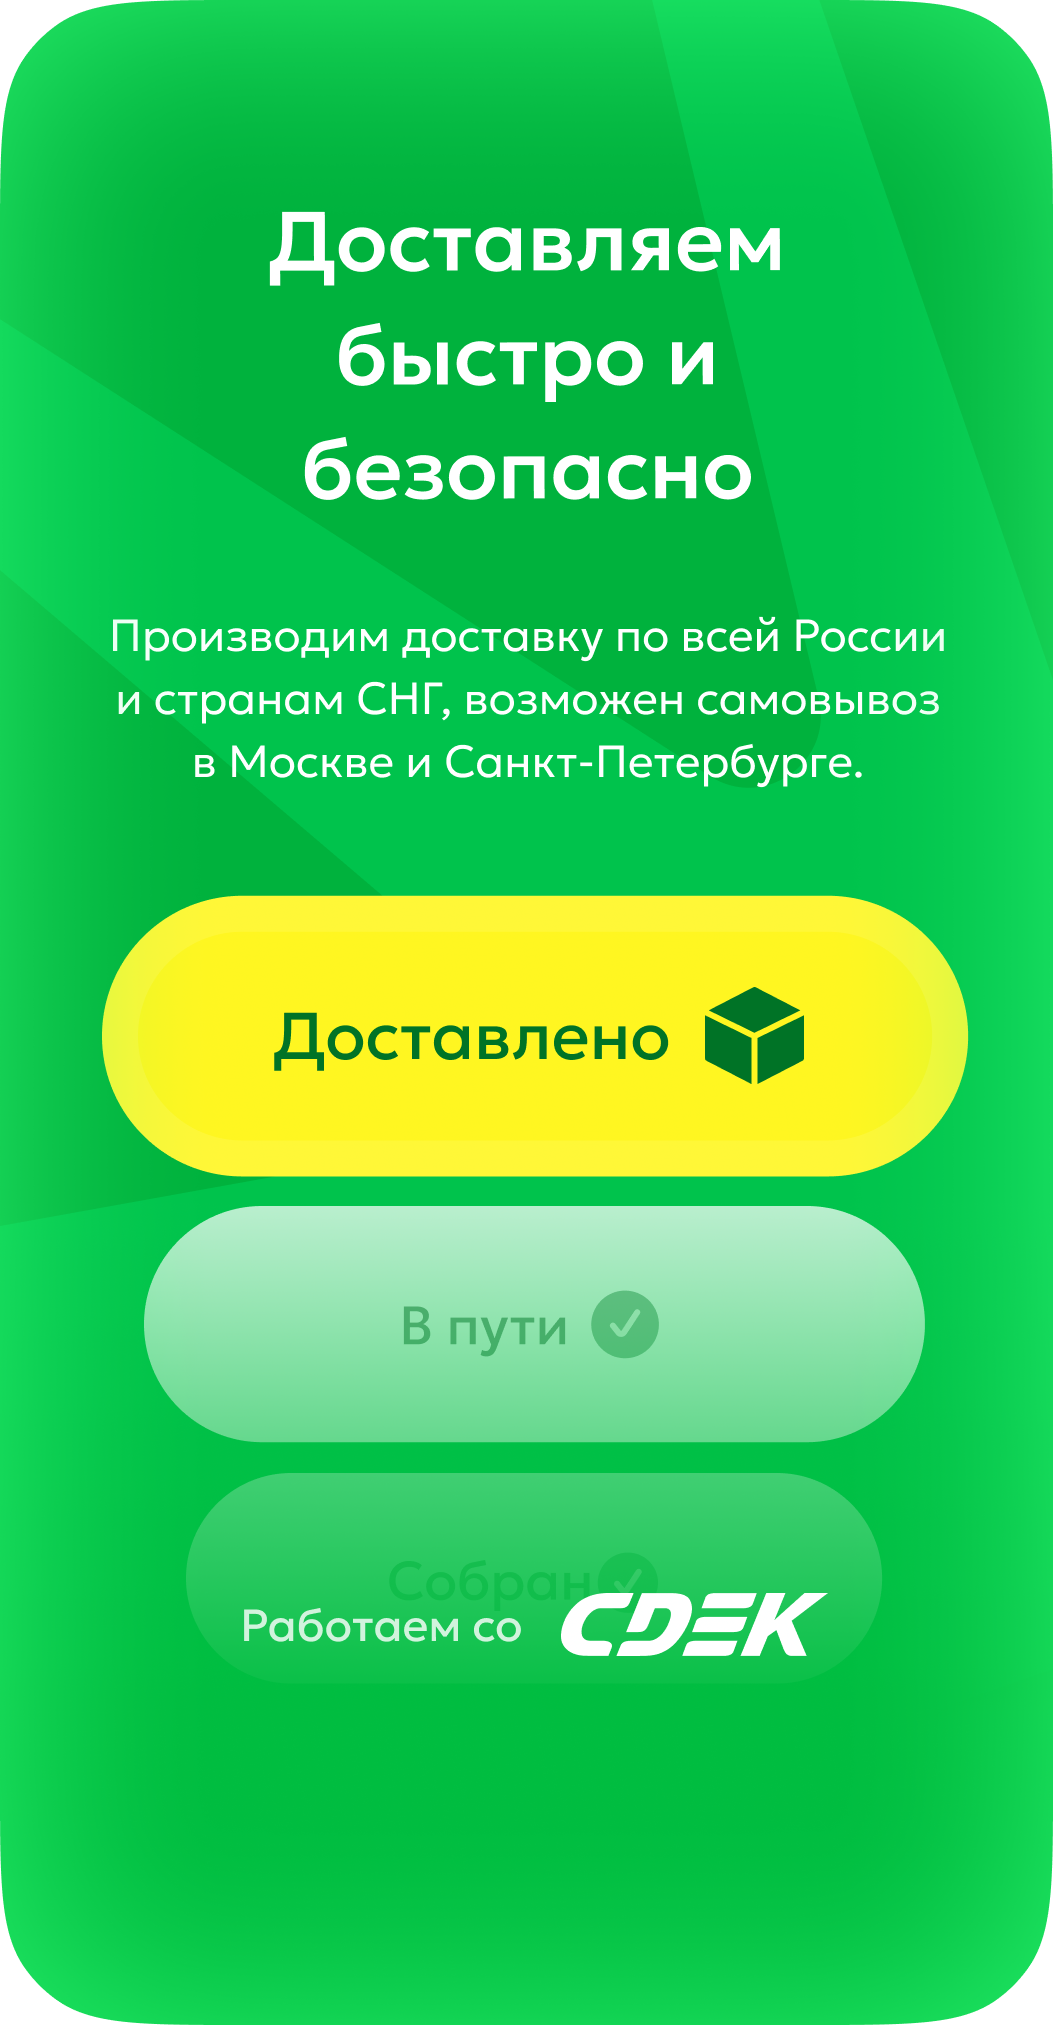 Доставляем
быстро и
безопасно
Производим доставку по всей России
и странам СНГ, возможен самовывоз
в Москве и Санкт-Петербурге.
Доставлено
В пути
Собран
Работаем со CDEK